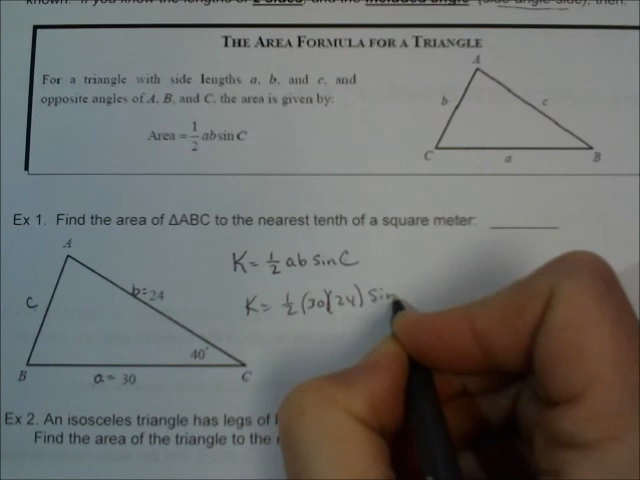 known. If you know the lengths of 2 sides, and the included angle (side-angle-side), then:
THE AREA FORMULA FOR A TRIANGLE
For a triangle with side lengths a, b, and c, and
opposite angles of A, B, and C, the area is given by:
Area = 1/2 ab sin C
A
b
c
C
a
B
Ex 1. Find the area of ΔABC to the nearest tenth of a square meter:
A
K = 1/2 ab sin C
b = 24
c
K = 1/2 (30)(24) Sin
40°
B
a = 30
C
Ex 2. An isosceles triangle has legs of
Find the area of the triangle to the